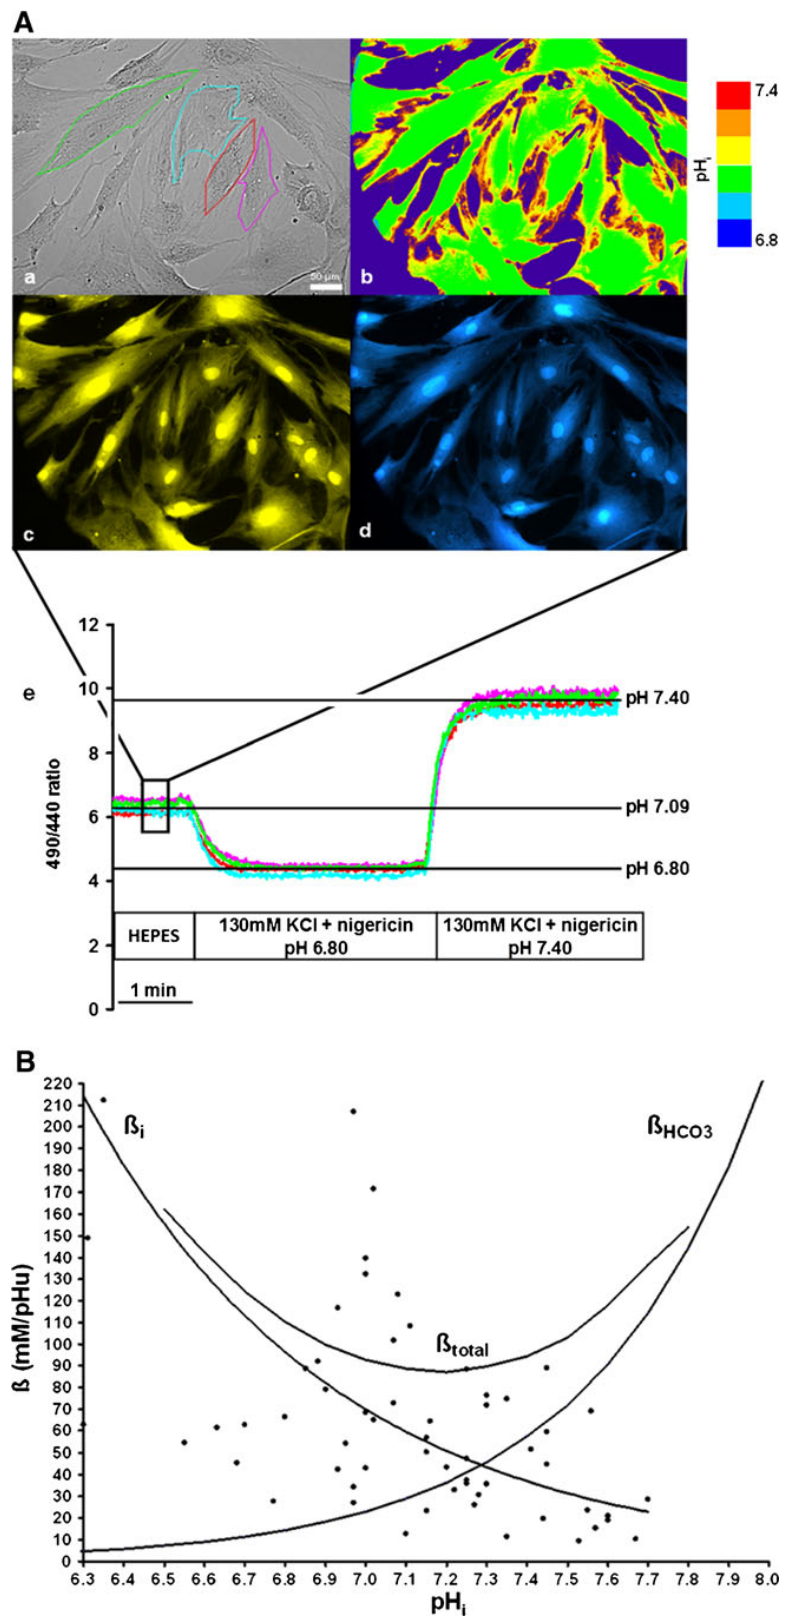 A
a
50 µm
b
7.4
pHi
6.8
c
d
e
12
10
8
6
4
2
0
490/440 ratio
pH 7.40
pH 7.09
pH 6.80
HEPES
130mM KCl + nigericin
pH 6.80
130mM KCl + nigericin
pH 7.40
1 min
B
220
210
200
190
180
170
160
150
140
130
120
110
100
90
80
70
60
50
40
30
20
10
0
ß (mM/pHu)
ßi
ßHCO3
ßtotal
6.3 6.4 6.5 6.6 6.7 6.8 6.9 7.0 7.1 7.2 7.3 7.4 7.5 7.6 7.7 7.8 7.9 8.0
pHi